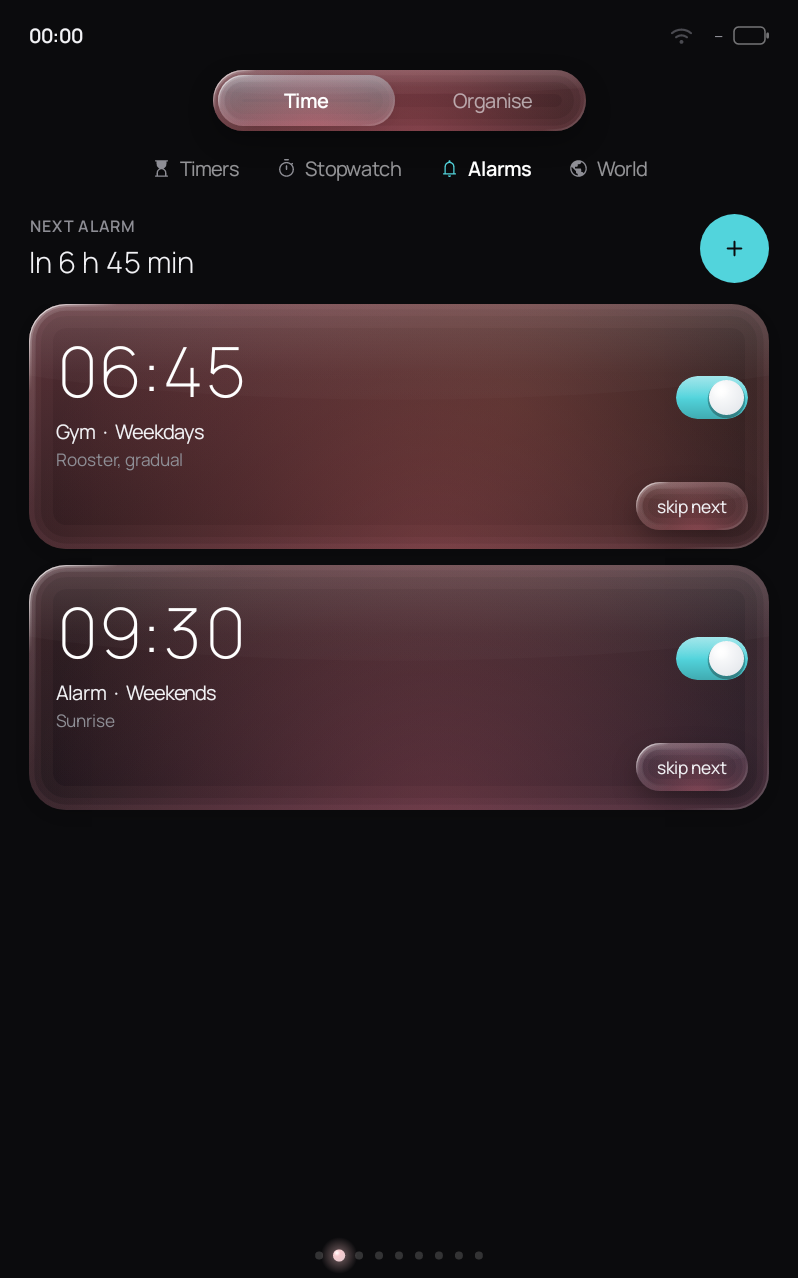 00:00 –
Time Organise
Timers Stopwatch Alarms World
NEXT ALARM
In 6 h 45 min
+
06:45
Gym · Weekdays
Rooster, gradual
skip next
09:30
Alarm · Weekends
Sunrise
skip next